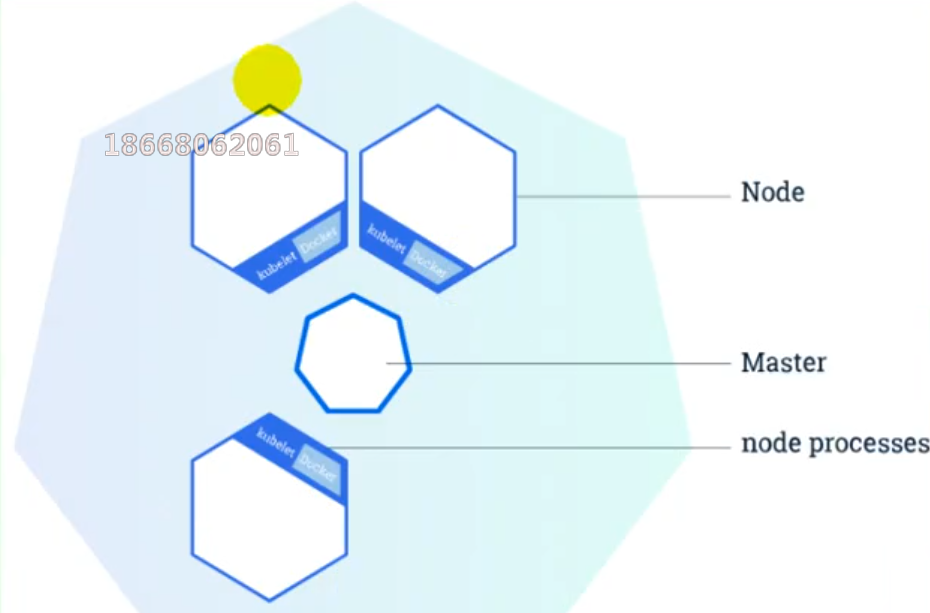 18668062061
Node
kubelet Docker
kubelet Docker
Master
node processes
kubelet Docker